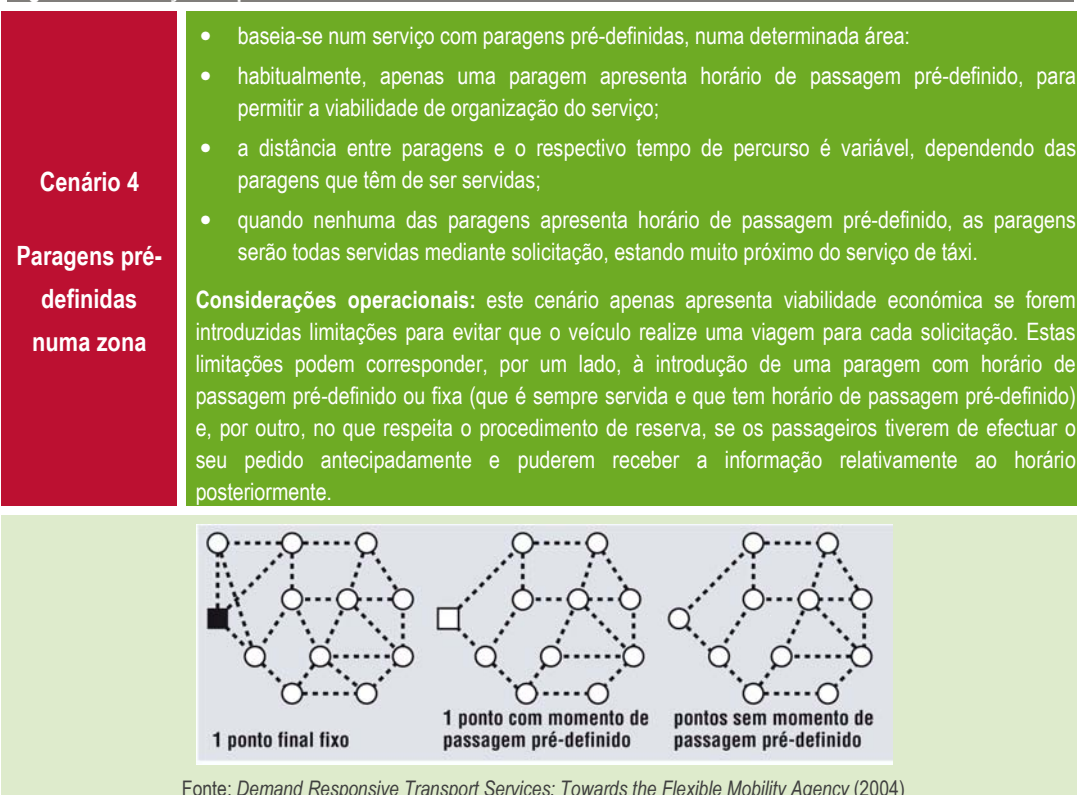 Cenário 4
Paragens pré-
definidas
numa zona
• baseia-se num serviço com paragens pré-definidas, numa determinada área:
• habitualmente, apenas uma paragem apresenta horário de passagem pré-definido, para
permitir a viabilidade de organização do serviço;
• a distância entre paragens e o respectivo tempo de percurso é variável, dependendo das
paragens que têm de ser servidas;
• quando nenhuma das paragens apresenta horário de passagem pré-definido, as paragens
serão todas servidas mediante solicitação, estando muito próximo do serviço de táxi.
Considerações operacionais: este cenário apenas apresenta viabilidade económica se forem
introduzidas limitações para evitar que o veículo realize uma viagem para cada solicitação. Estas
limitações podem corresponder, por um lado, à introdução de uma paragem com horário de
passagem pré-definido ou fixa (que é sempre servida e que tem horário de passagem pré-definido)
e, por outro, no que respeita o procedimento de reserva, se os passageiros tiverem de efectuar o
seu pedido antecipadamente e puderem receber a informação relativamente ao horário
posteriormente.
1 ponto final fixo
1 ponto com momento de
passagem pré-definido
pontos sem momento de
passagem pré-definido
Fonte: Demand Responsive Transport Services: Towards the Flexible Mobility Agency (2004)